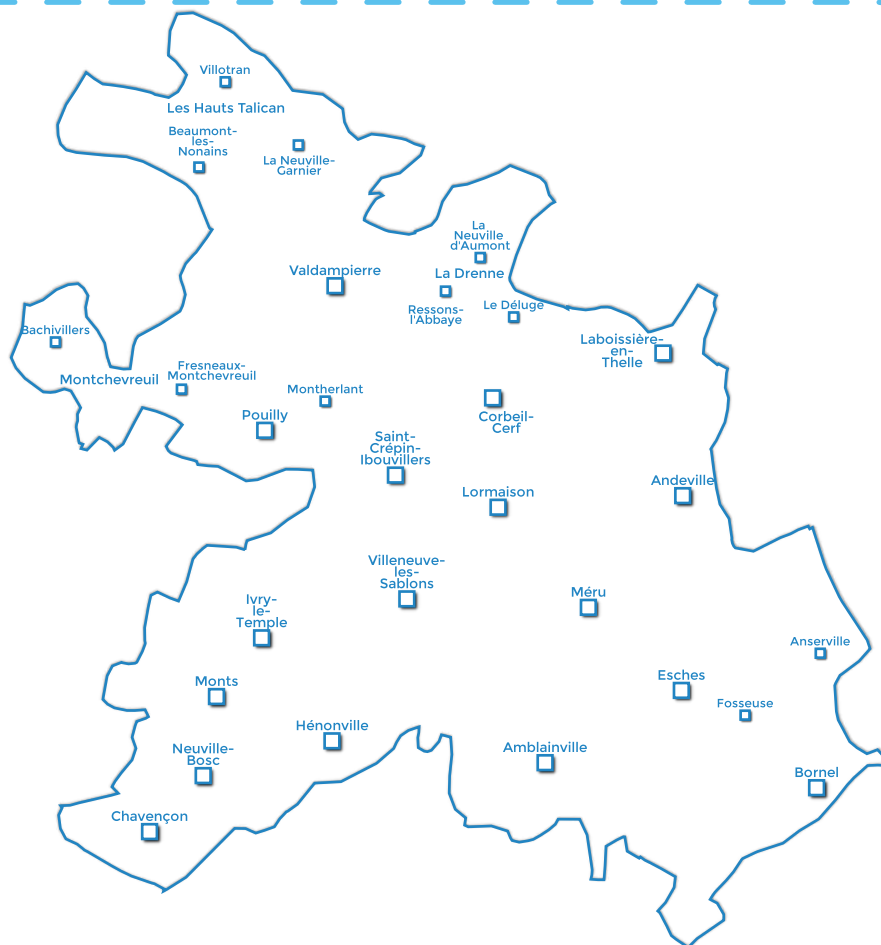 Villotran
Les Hauts Talican
Beaumont-
les-
Nonains
La Neuville-
Garnier
La
Neuville
d'Aumont
Valdampierre
La Drenne
Ressons-
l'Abbaye
Le Déluge
Bachivillers
Laboissière-
en-
Thelle
Montchevreuil
Fresneaux-
Montchevreuil
Montherlant
Pouilly
Corbeil-
Cerf
Saint-
Crépin-
Ibouvillers
Lormaison
Andeville
Villeneuve-
les-
Sablons
Ivry-
le-
Temple
Méru
Anserville
Monts
Esches
Fosseuse
Hénonville
Neuville-
Bosc
Amblainville
Bornel
Chavençon